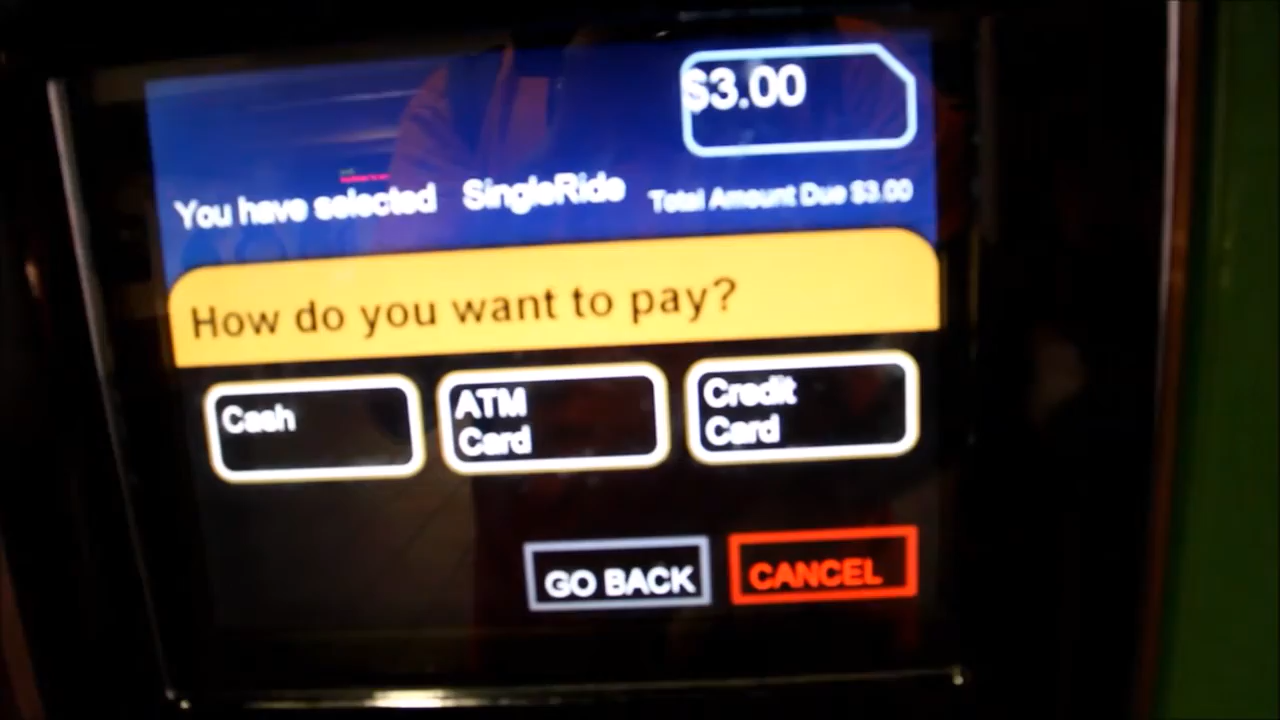 $3.00
You have selected SingleRide Total Amount Due $3.00
How do you want to pay?
Cash
ATM
Card
Credit
Card
GO BACK
CANCEL